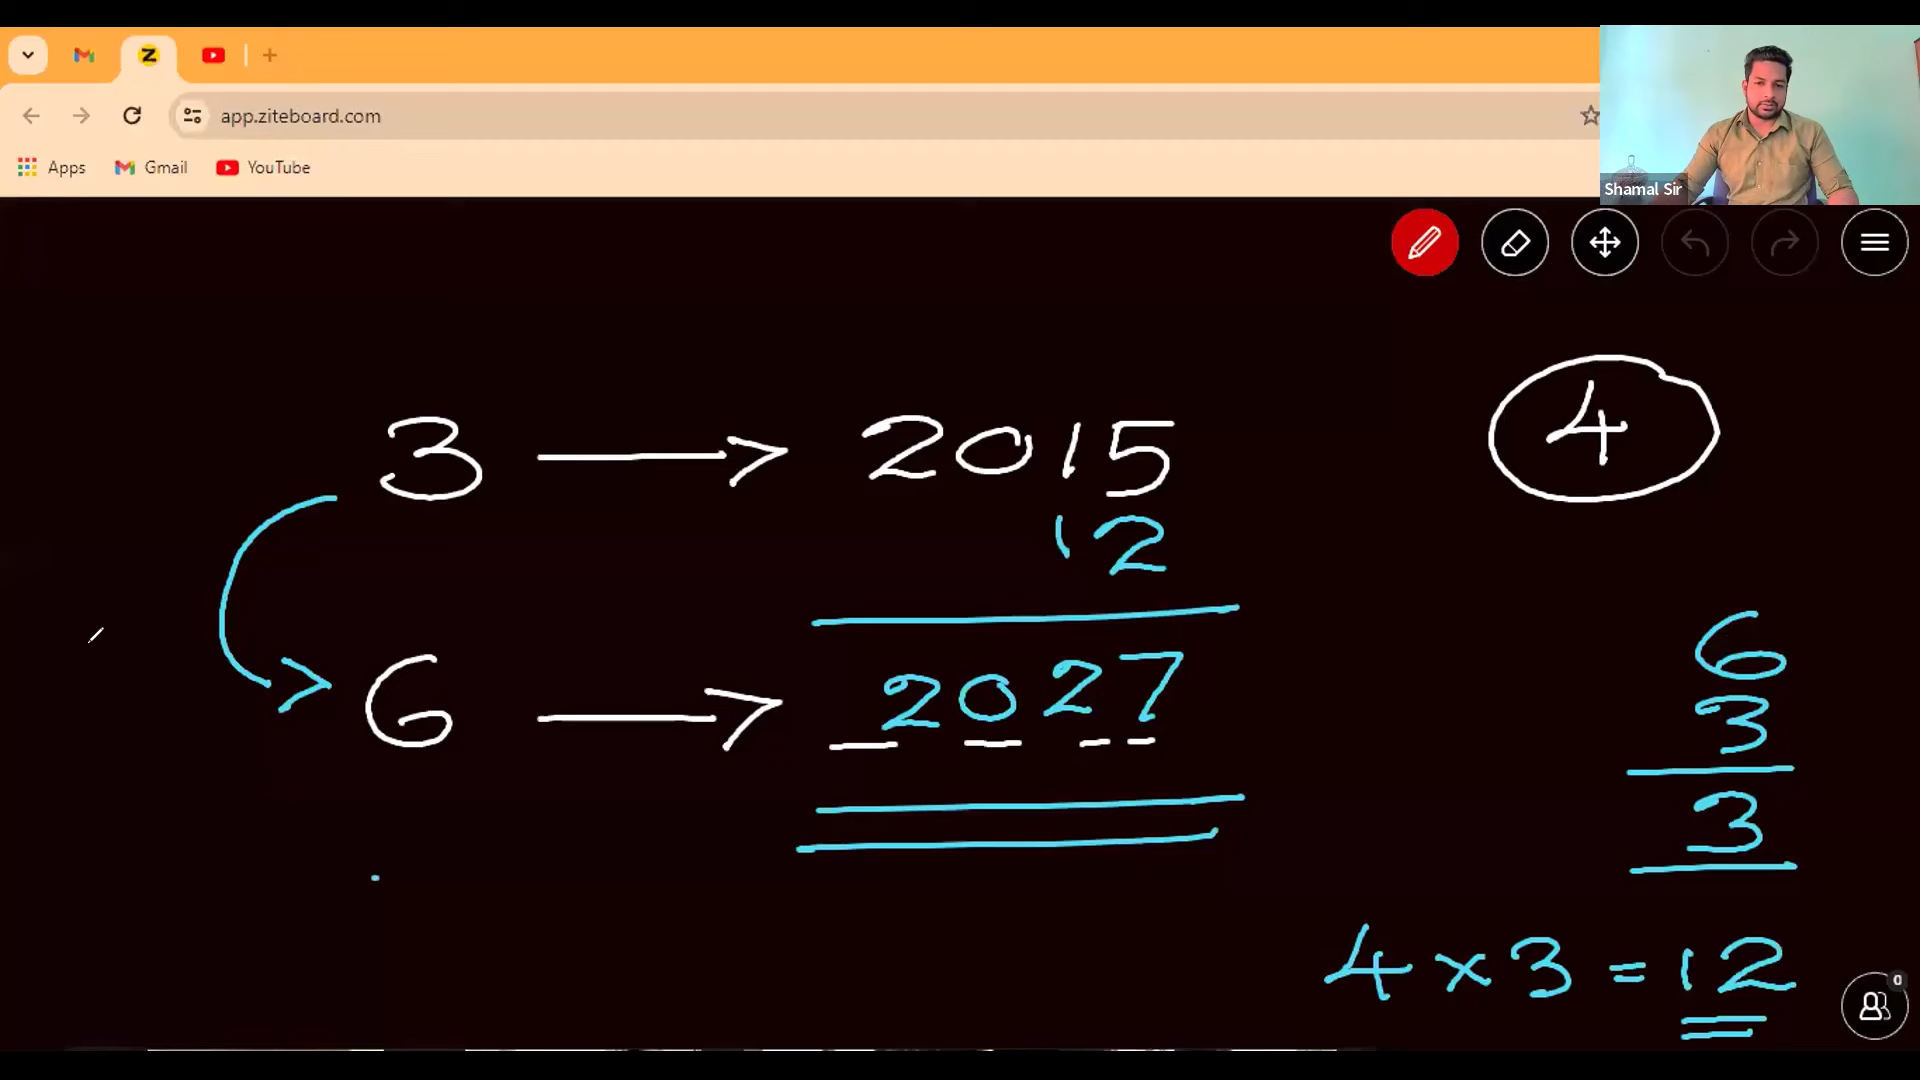 app.ziteboard.com
Apps Gmail YouTube
Shamal Sir
3 → 2015
4
12
6 → 2027
6
3
3
4 × 3 = 12
0